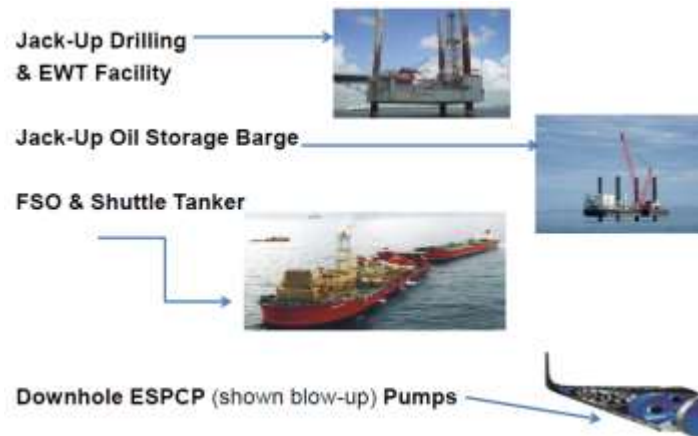 Jack-Up Drilling
& EWT Facility
Jack-Up Oil Storage Barge
FSO & Shuttle Tanker
Downhole ESPCP (shown blow-up) Pumps